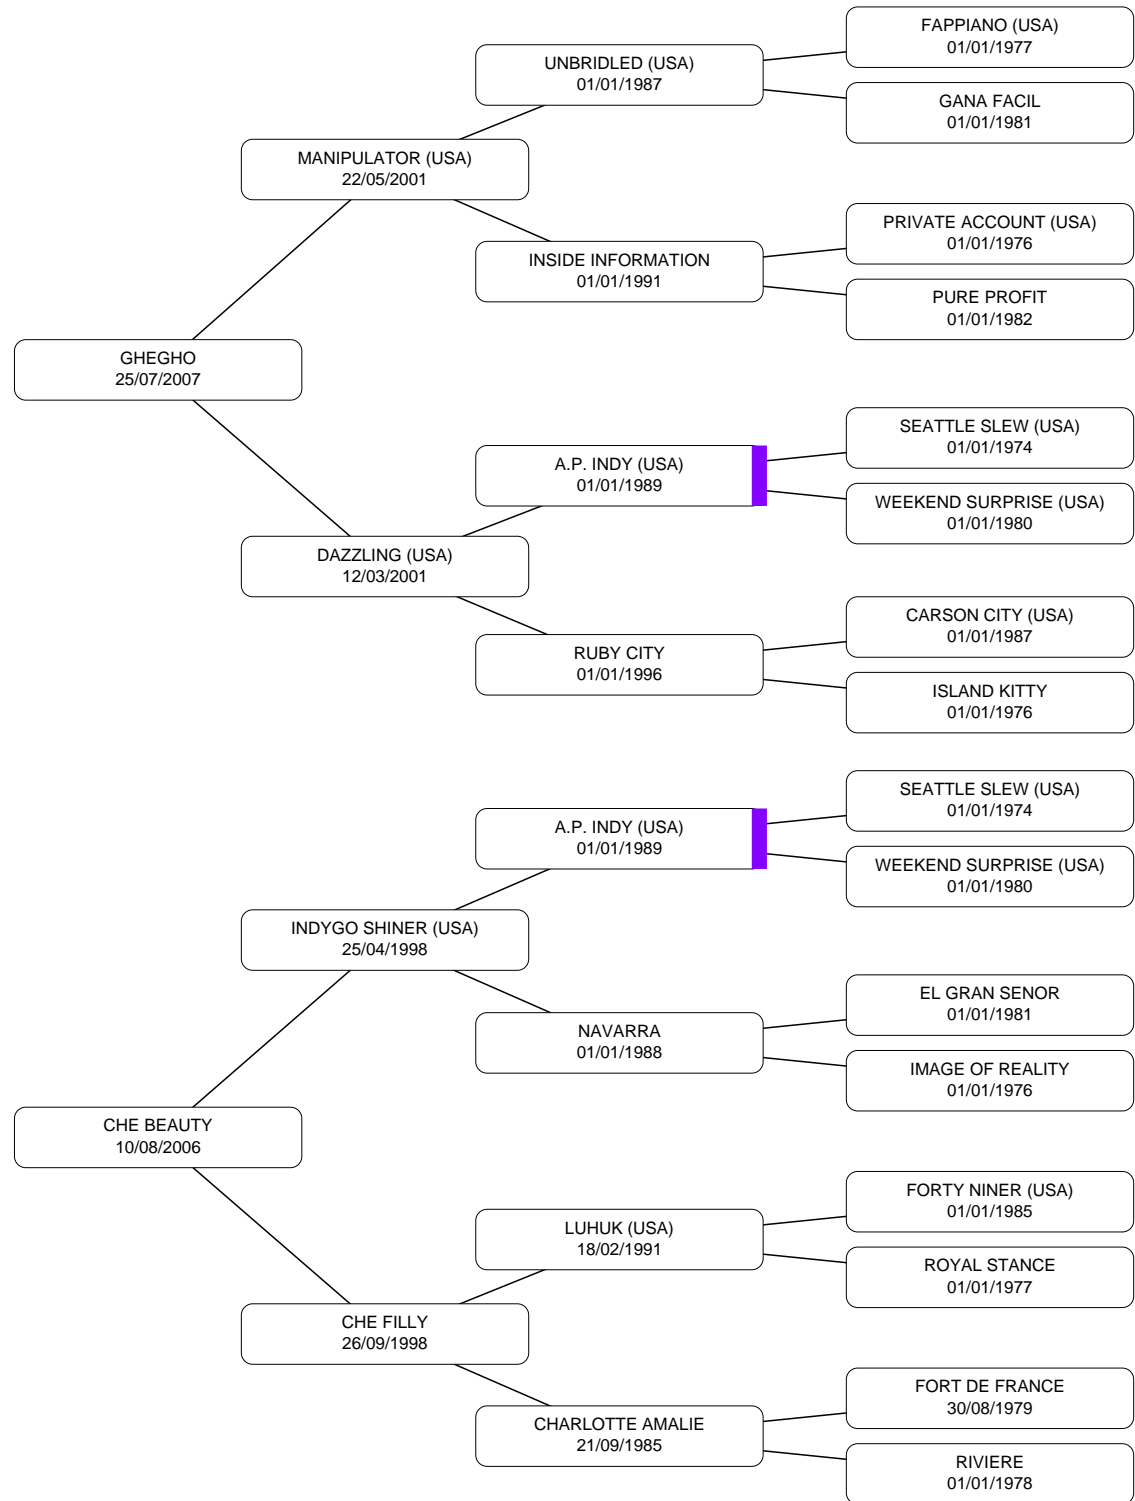 FAPPIANO (USA)
01/01/1977
UNBRIDLED (USA)
01/01/1987
GANA FACIL
01/01/1981
MANIPULATOR (USA)
22/05/2001
PRIVATE ACCOUNT (USA)
01/01/1976
INSIDE INFORMATION
01/01/1991
PURE PROFIT
01/01/1982
GHEGHO
25/07/2007
SEATTLE SLEW (USA)
01/01/1974
A.P. INDY (USA)
01/01/1989
WEEKEND SURPRISE (USA)
01/01/1980
DAZZLING (USA)
12/03/2001
CARSON CITY (USA)
01/01/1987
RUBY CITY
01/01/1996
ISLAND KITTY
01/01/1976
SEATTLE SLEW (USA)
01/01/1974
A.P. INDY (USA)
01/01/1989
WEEKEND SURPRISE (USA)
01/01/1980
INDYGO SHINER (USA)
25/04/1998
EL GRAN SENOR
01/01/1981
NAVARRA
01/01/1988
IMAGE OF REALITY
01/01/1976
CHE BEAUTY
10/08/2006
FORTY NINER (USA)
01/01/1985
LUHUK (USA)
18/02/1991
ROYAL STANCE
01/01/1977
CHE FILLY
26/09/1998
FORT DE FRANCE
30/08/1979
CHARLOTTE AMALIE
21/09/1985
RIVIERE
01/01/1978